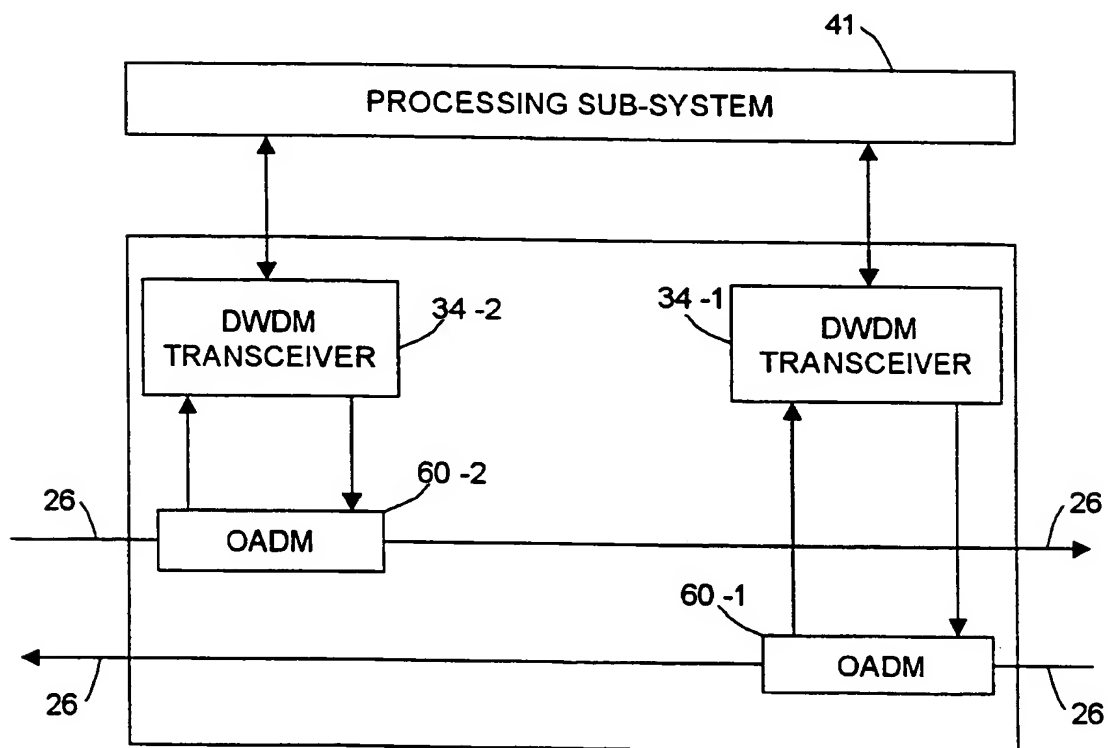 41
PROCESSING SUB-SYSTEM
DWDM
TRANSCEIVER
34 -2
34 -1
DWDM
TRANSCEIVER
60 -2
26
OADM
26
60 -1
OADM
26
26